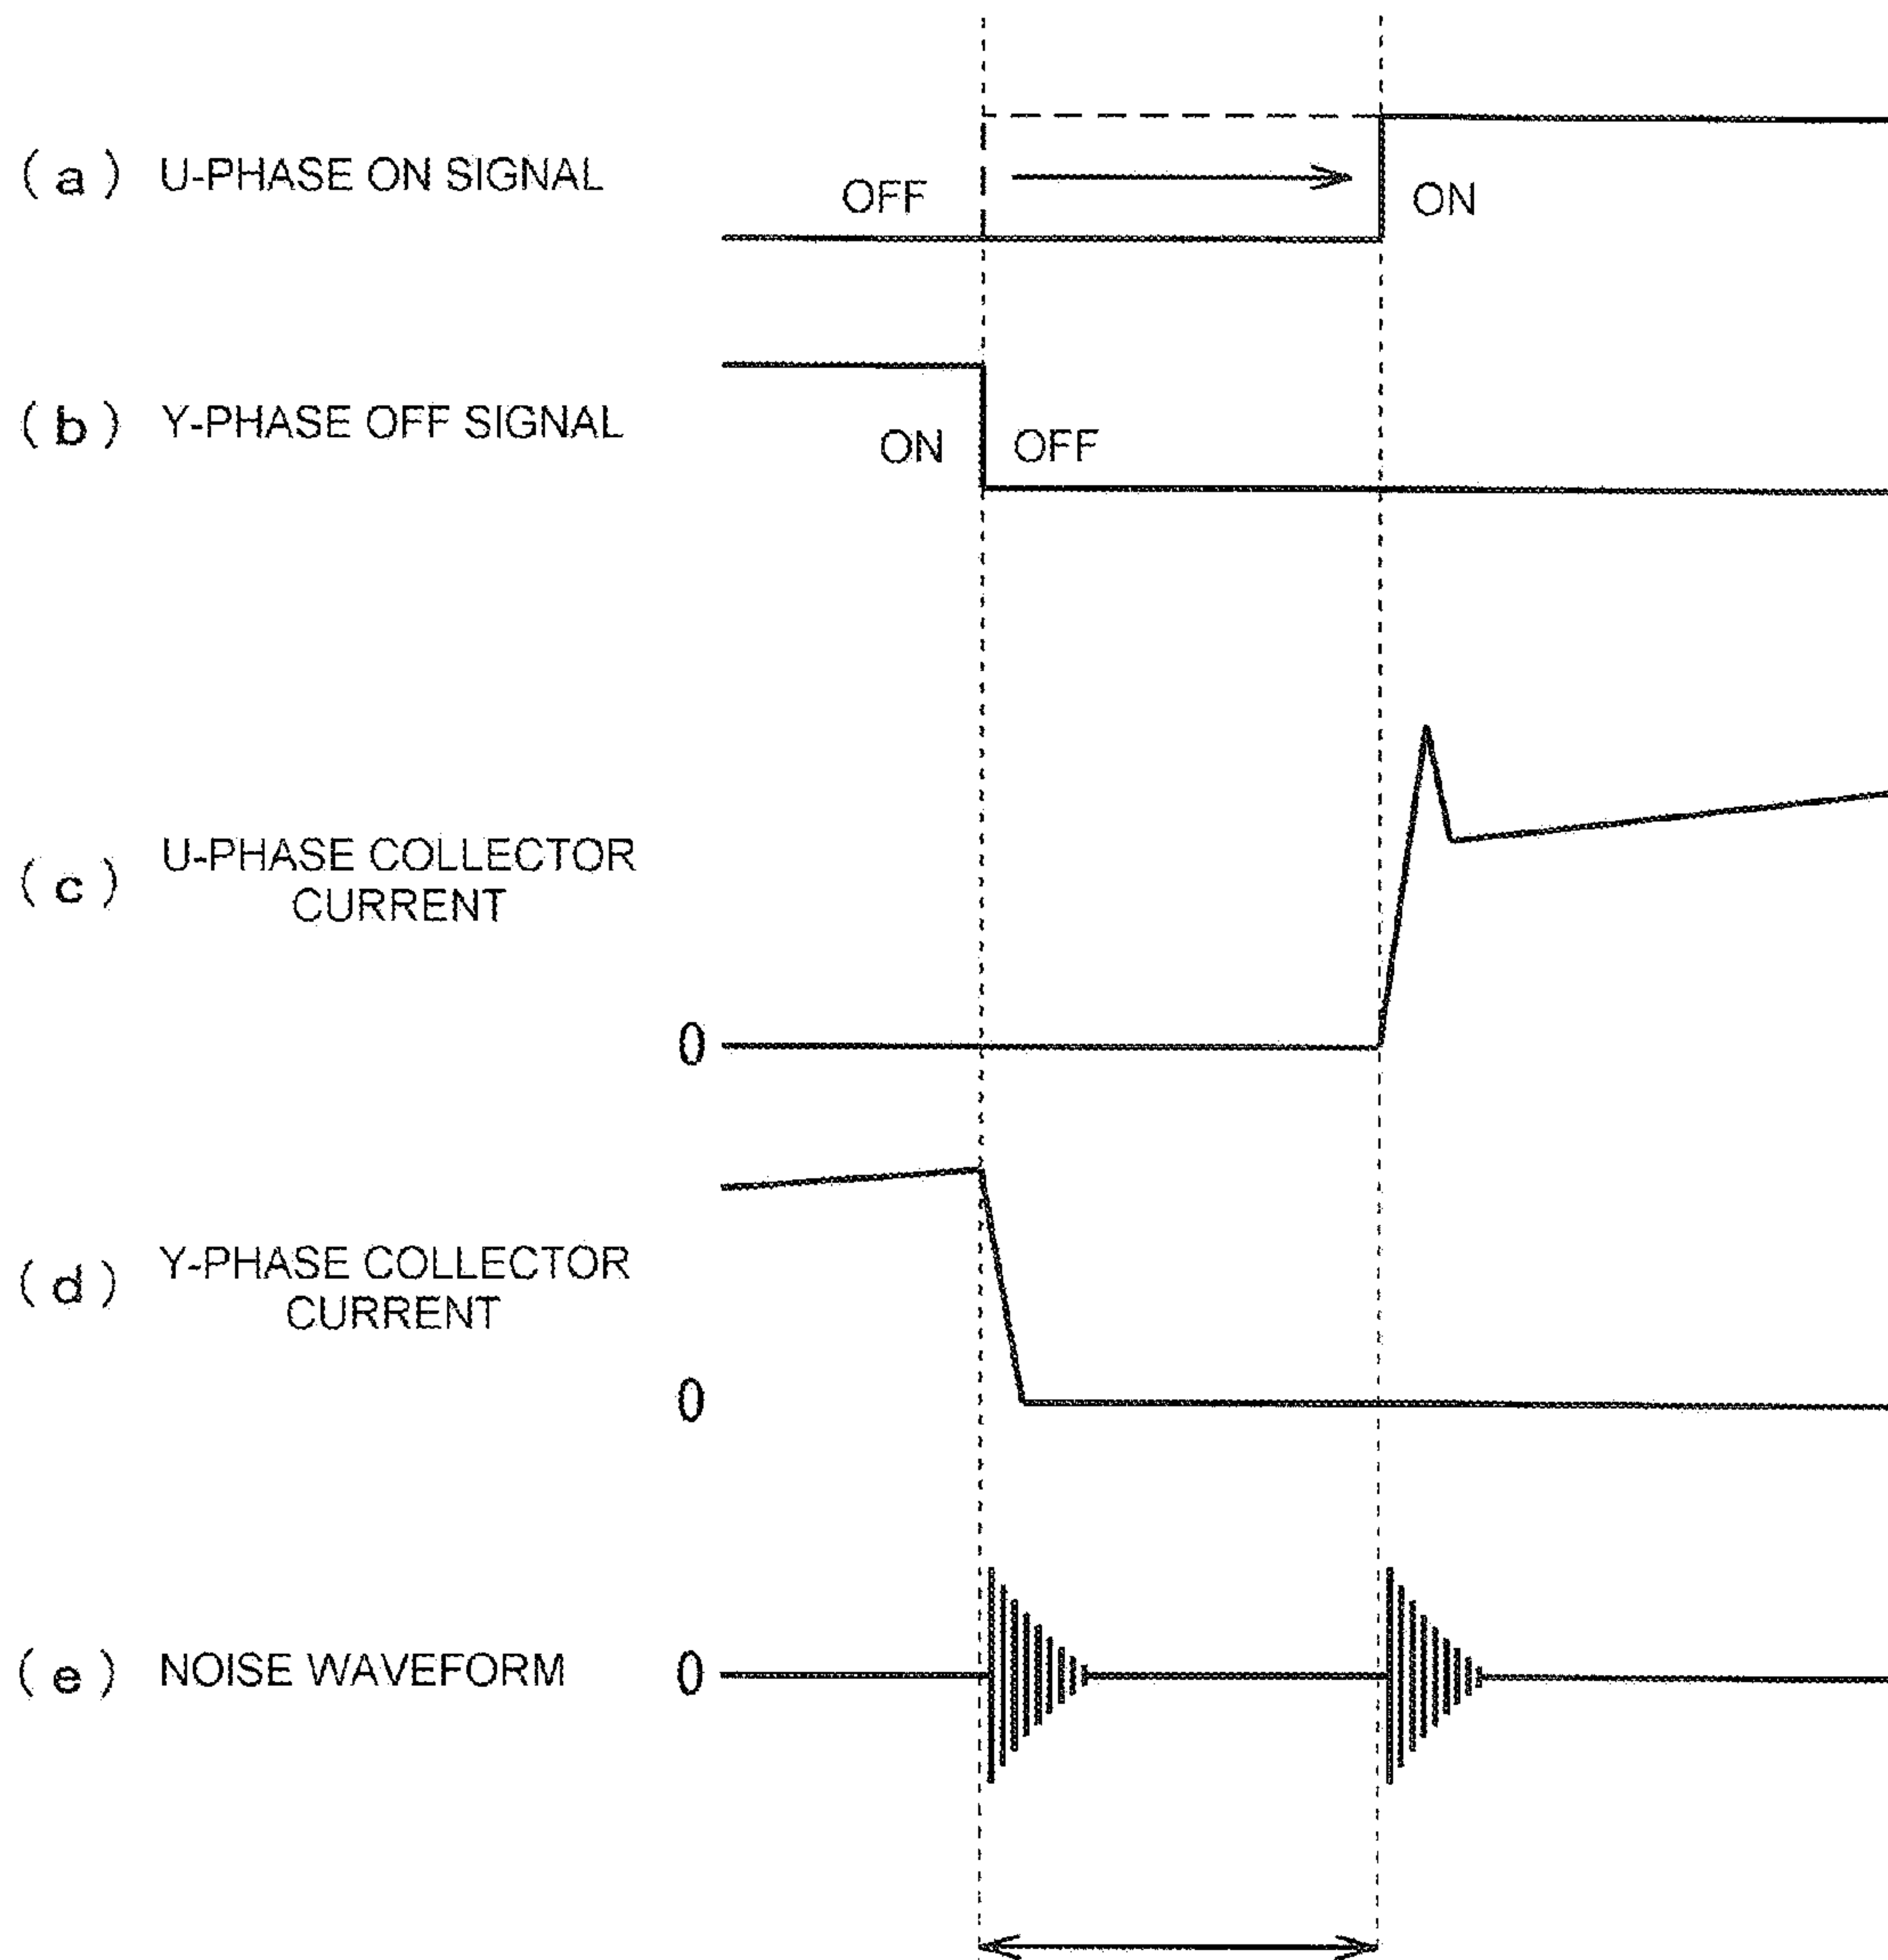 (a) U-PHASE ON SIGNAL
OFF
ON
(b) Y-PHASE OFF SIGNAL
ON
OFF
(c) U-PHASE COLLECTOR
CURRENT
0
(d) Y-PHASE COLLECTOR
CURRENT
0
(e) NOISE WAVEFORM
0